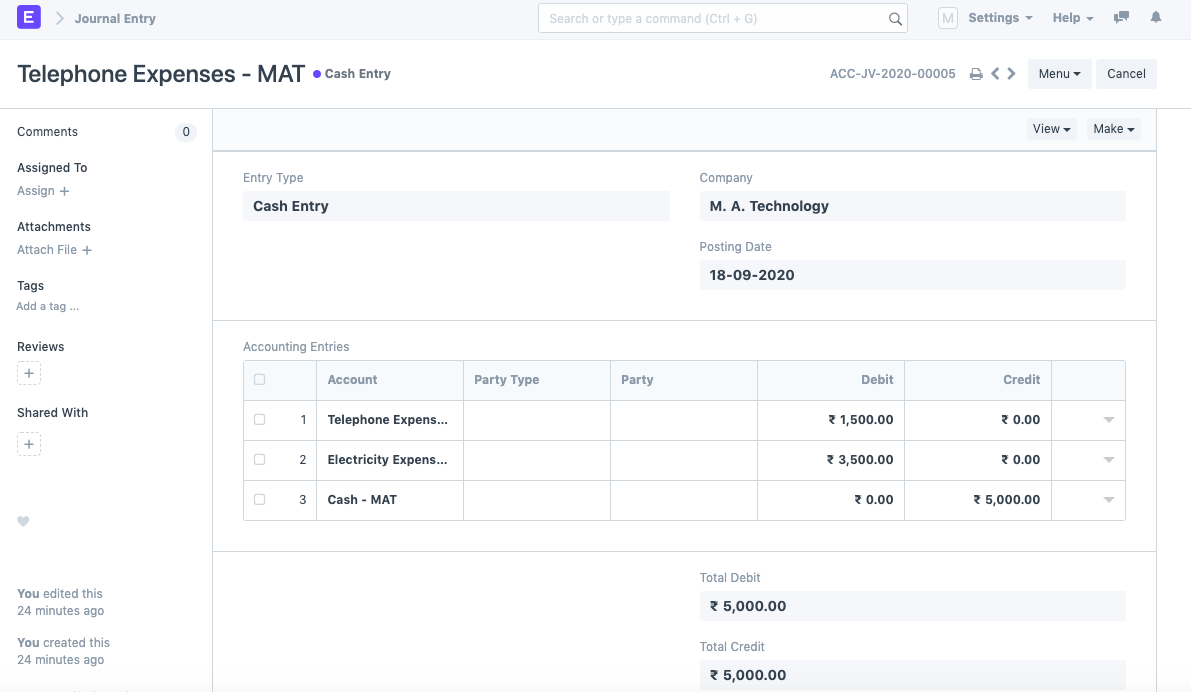 E Journal Entry Search or type a command (Ctrl + G) M Settings Help
Telephone Expenses - MAT Cash Entry ACC-JV-2020-00005 Menu Cancel
Comments 0
Assigned To
Assign +
Attachments
Attach File +
Tags
Add a tag ...
Reviews
+
Shared With
+
You edited this
24 minutes ago
You created this
24 minutes ago
View Make
Entry Type
Cash Entry
Company
M. A. Technology
Posting Date
18-09-2020
Accounting Entries
Account Party Type Party Debit Credit
1 Telephone Expens... ₹ 1,500.00 ₹ 0.00
2 Electricity Expens... ₹ 3,500.00 ₹ 0.00
3 Cash - MAT ₹ 0.00 ₹ 5,000.00
Total Debit
₹ 5,000.00
Total Credit
₹ 5,000.00